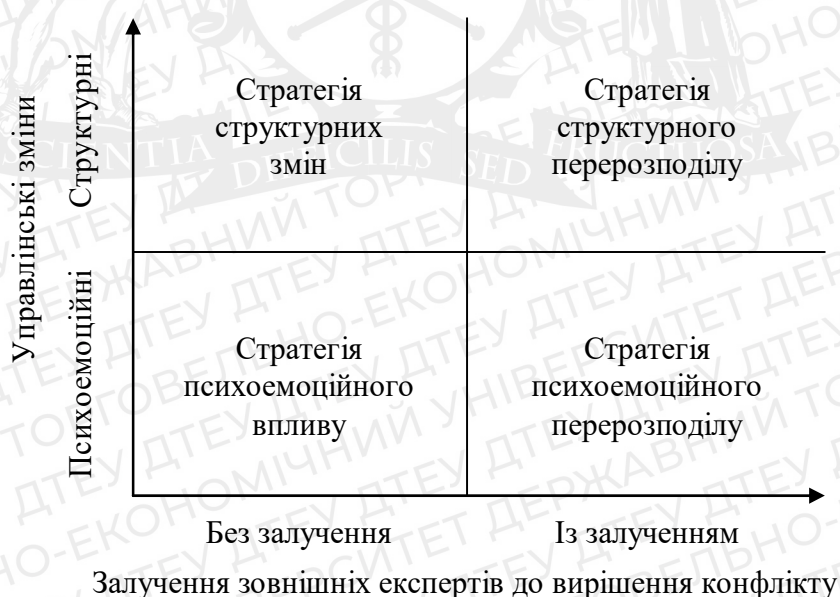 Управлінські зміни
Структурні
Психоемоційні
Стратегія
структурних
змін
Стратегія
структурного
перерозподілу
Стратегія
психоемоційного
впливу
Стратегія
психоемоційного
перерозподілу
Без залучення
Із залученням
Залучення зовнішніх експертів до вирішення конфлікту